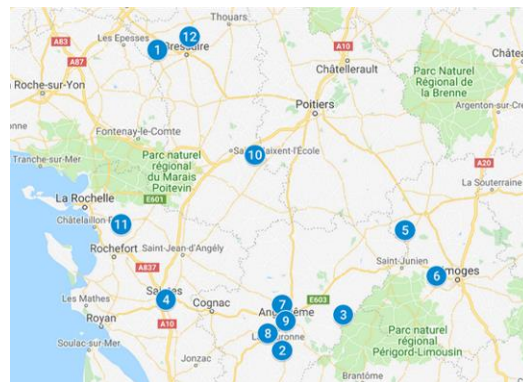 Thouars
A83
Les Epesses
12
1
Bressuire
A10
Châtellerault
Châtea
A87
Parc Naturel
Régional de
la Brenne
La Roche-sur-Yon
Poitiers
Argenton-sur-Cr
Fontenay-le-Comte
10
Saint-Maixent-l'École
Tranche-sur-Mer
Parc naturel
régional
du Marais
Poitevin
A20
La Souterraine
La Rochelle
E601
Châtelaillon-
11
5
Rochefort
Saint-Jean-d'Angély
Saint-Junien
A837
6
Limoges
4
Saintes
Les Mathes
Cognac
7
E603
Angoulême
9
3
Royan
A10
8
La Couronne
Parc naturel
régional
Périgord-Limousin
Soulac-sur-Mer
2
Jonzac
Brantôme